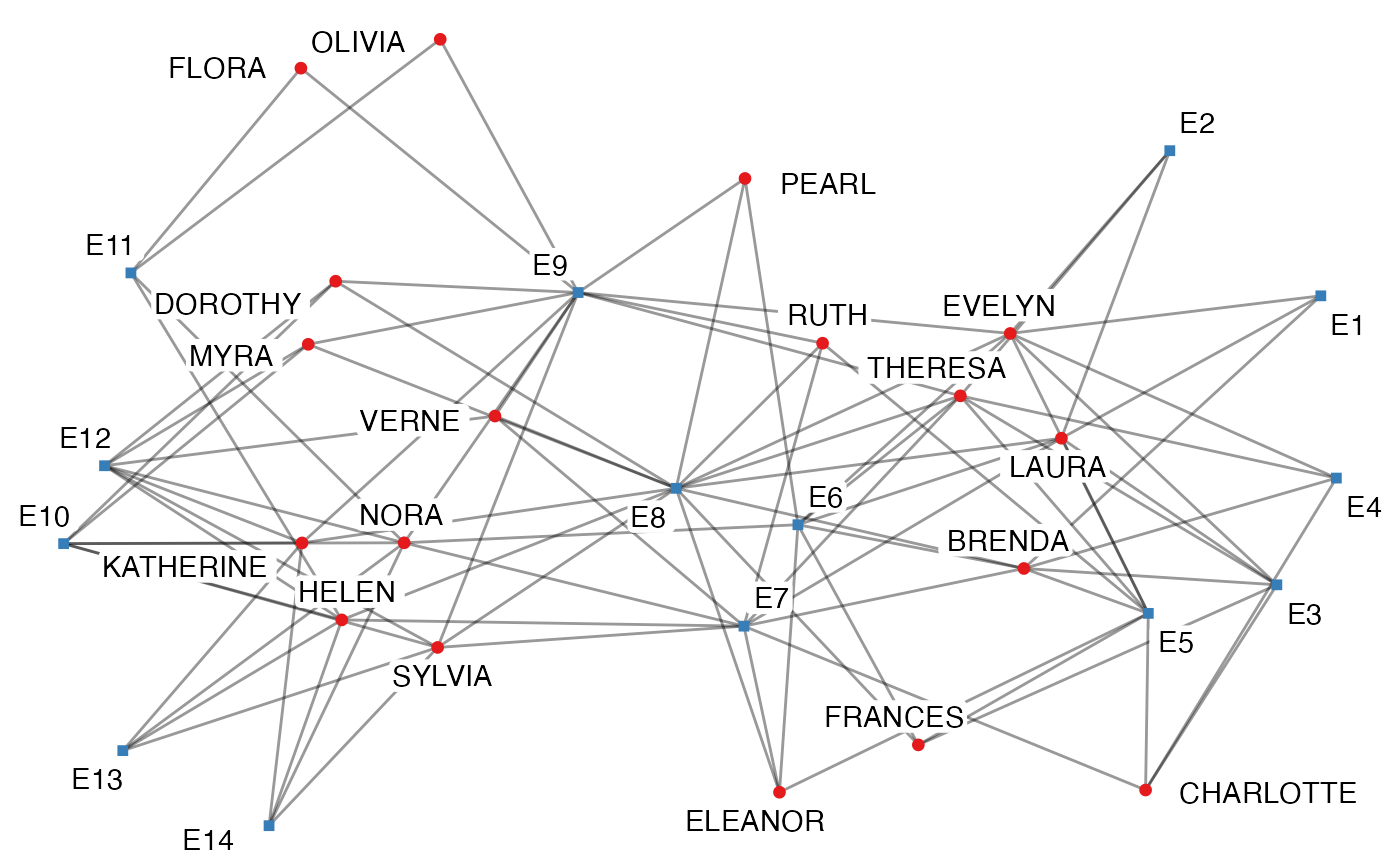 OLIVIA
FLORA
E2
PEARL
E11
E9
DOROTHY
RUTH
EVELYN
E1
MYRA
THERESA
VERNE
E12
LAURA
E6
E10
NORA
E8
E4
BRENDA
KATHERINE
HELEN
E7
E3
E5
SYLVIA
FRANCES
E13
CHARLOTTE
ELEANOR
E14